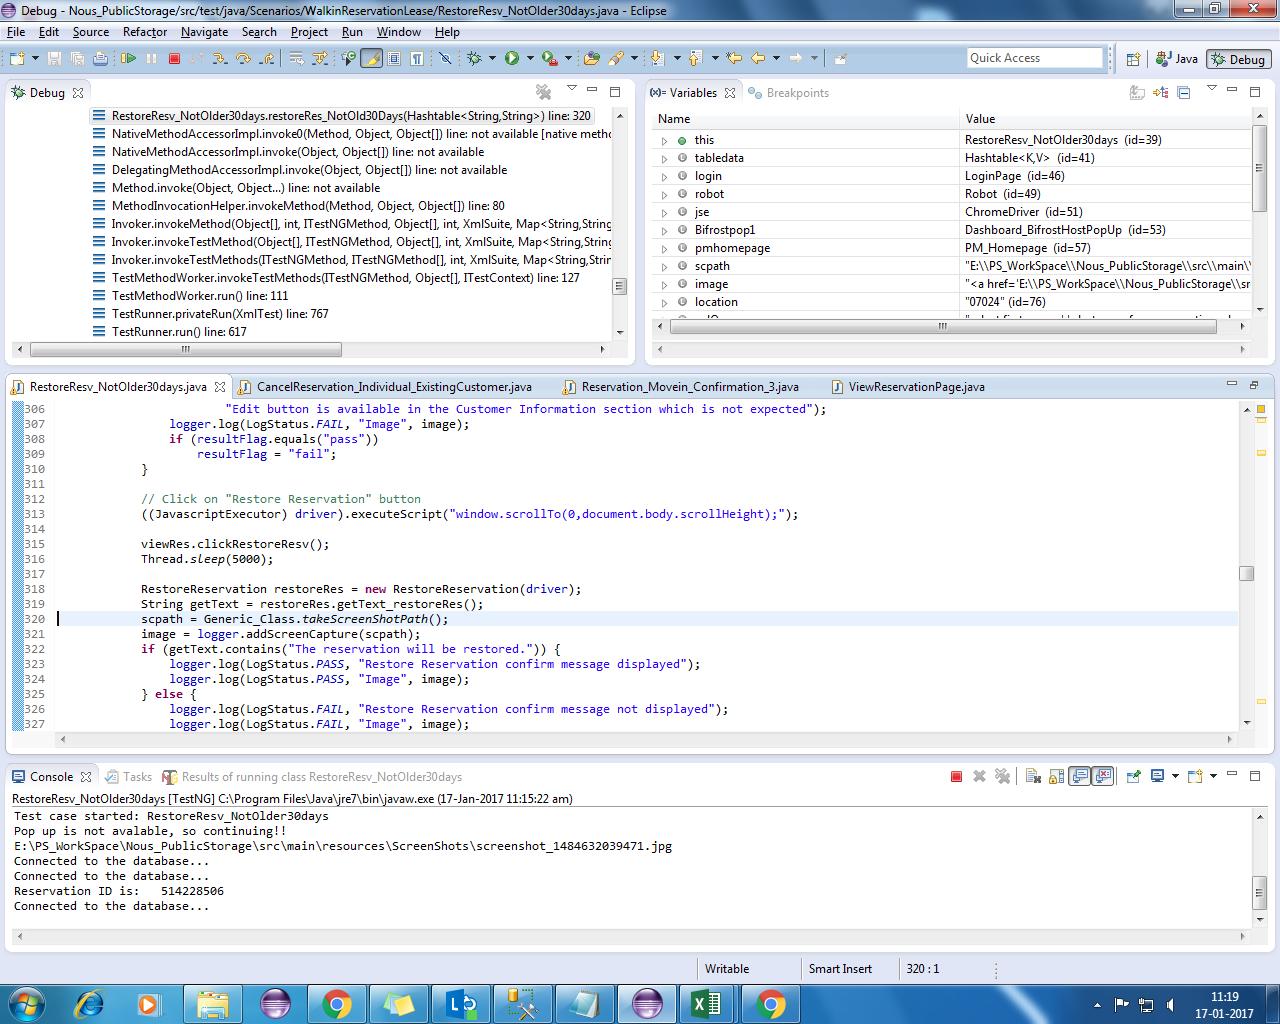 Debug - Nous_PublicStorage/src/test/java/Scenarios/WalkinReservationLease/RestoreResv_NotOlder30days.java - Eclipse
File Edit Source Refactor Navigate Search Project Run Window Help
Quick Access Java Debug
Debug
RestoreResv_NotOlder30days.restoreRes_NotOld30Days(Hashtable<String,String>) line: 320
NativeMethodAccessorImpl.invoke0(Method, Object, Object[]) line: not available [native metho
NativeMethodAccessorImpl.invoke(Object, Object[]) line: not available
DelegatingMethodAccessorImpl.invoke(Object, Object[]) line: not available
Method.invoke(Object, Object...) line: not available
MethodInvocationHelper.invokeMethod(Method, Object, Object[]) line: 80
Invoker.invokeMethod(Object[], int, ITestNGMethod, Object[], int, XmlSuite, Map<String,String
Invoker.invokeTestMethod(Object[], int, ITestNGMethod, Object[], int, XmlSuite, Map<String,String
Invoker.invokeTestMethods(ITestNGMethod, ITestNGMethod[], int, XmlSuite, Map<String,Strin
TestMethodWorker.invokeTestMethods(ITestNGMethod, Object[], ITestContext) line: 127
TestMethodWorker.run() line: 111
TestRunner.privateRun(XmlTest) line: 767
TestRunner.run() line: 617
Variables Breakpoints
Name Value
this RestoreResv_NotOlder30days (id=39)
tabledata Hashtable<K,V> (id=41)
login LoginPage (id=46)
robot Robot (id=49)
jse ChromeDriver (id=51)
Bifrostpop1 Dashboard_BifrostHostPopUp (id=53)
pmhomepage PM_Homepage (id=57)
scpath "E:\\PS_WorkSpace\\Nous_PublicStorage\\src\\main\\
image "<a href='E:\\PS_WorkSpace\\Nous_PublicStorage\\sr
location "07024" (id=76)
RestoreResv_NotOlder30days.java CancelReservation_Individual_ExistingCustomer.java Reservation_Movein_Confirmation_3.java ViewReservationPage.java
306 "Edit button is available in the Customer Information section which is not expected");
307 logger.log(LogStatus.FAIL, "Image", image);
308 if (resultFlag.equals("pass"))
309 resultFlag = "fail";
310 }
311
312 // Click on "Restore Reservation" button
313 ((JavascriptExecutor) driver).executeScript("window.scrollTo(0,document.body.scrollHeight);");
314
315 viewRes.clickRestoreResv();
316 Thread.sleep(5000);
317
318 RestoreReservation restoreRes = new RestoreReservation(driver);
319 String getText = restoreRes.getText_restoreRes();
320 scpath = Generic_Class.takeScreenShotPath();
321 image = logger.addScreenCapture(scpath);
322 if (getText.contains("The reservation will be restored.")) {
323 logger.log(LogStatus.PASS, "Restore Reservation confirm message displayed");
324 logger.log(LogStatus.PASS, "Image", image);
325 } else {
326 logger.log(LogStatus.FAIL, "Restore Reservation confirm message not displayed");
327 logger.log(LogStatus.FAIL, "Image", image);
Console Tasks Results of running class RestoreResv_NotOlder30days
RestoreResv_NotOlder30days [TestNG] C:\Program Files\Java\jre7\bin\javaw.exe (17-Jan-2017 11:15:22 am)
Test case started: RestoreResv_NotOlder30days
Pop up is not avalable, so continuing!!
E:\PS_WorkSpace\Nous_PublicStorage\src\main\resources\ScreenShots\screenshot_1484632039471.jpg
Connected to the database...
Connected to the database...
Reservation ID is: 514228506
Connected to the database...
Writable Smart Insert 320 : 1
11:19
17-01-2017